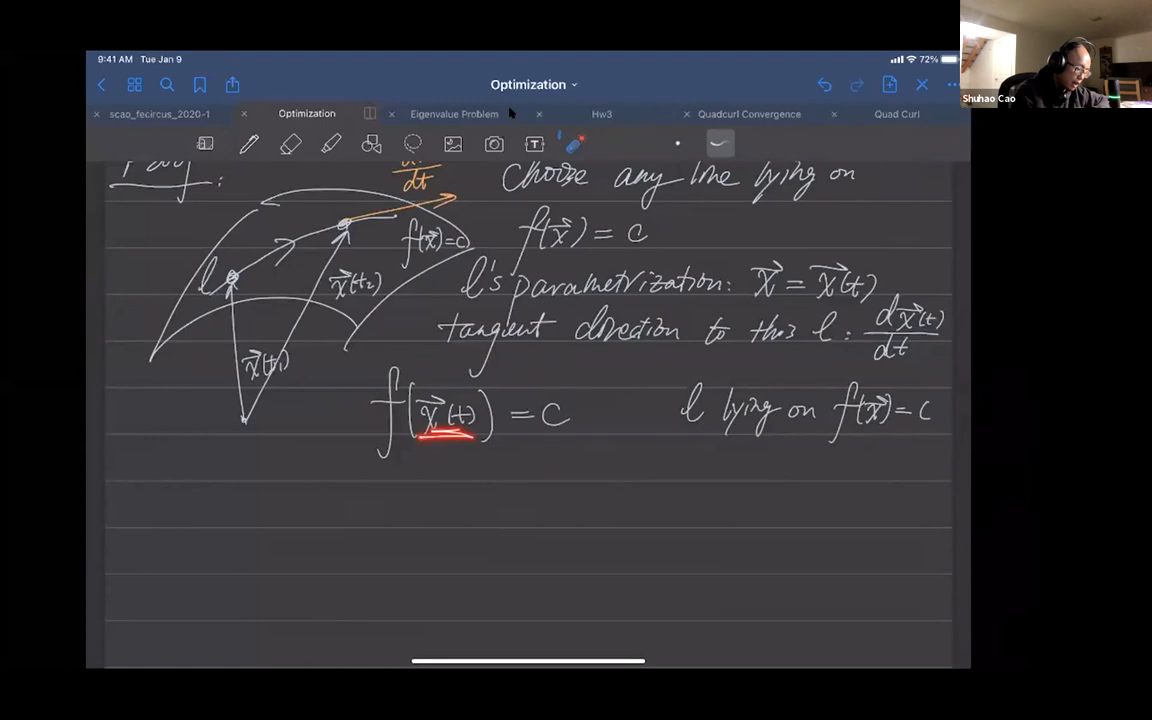 9:41 AM Tue Jan 9
72%
Optimization
Shuhao Cao
scao_fecircus_2020-1
Optimization
Eigenvalue Problem
Hw3
Quadcurl Convergence
Quad Curl
T
dt
Choose any line lying on
f(x⃗) = c
f(x⃗)=c
l
x⃗(t₂)
x⃗(t₁)
l's parametrization: x⃗ = x⃗(t)
tangent direction to this l: dx⃗(t)/dt
f(x⃗(t)) = c
l lying on f(x⃗)=c